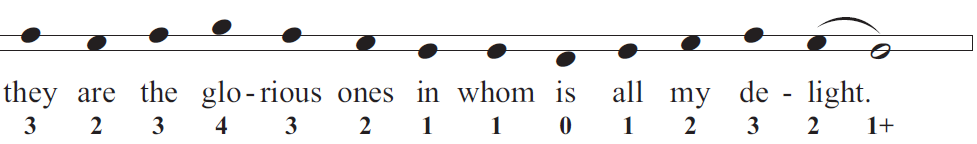 they are the glo-rious ones in whom is all my de - light.
3 2 3 4 3 2 1 1 0 1 2 3 2 1+